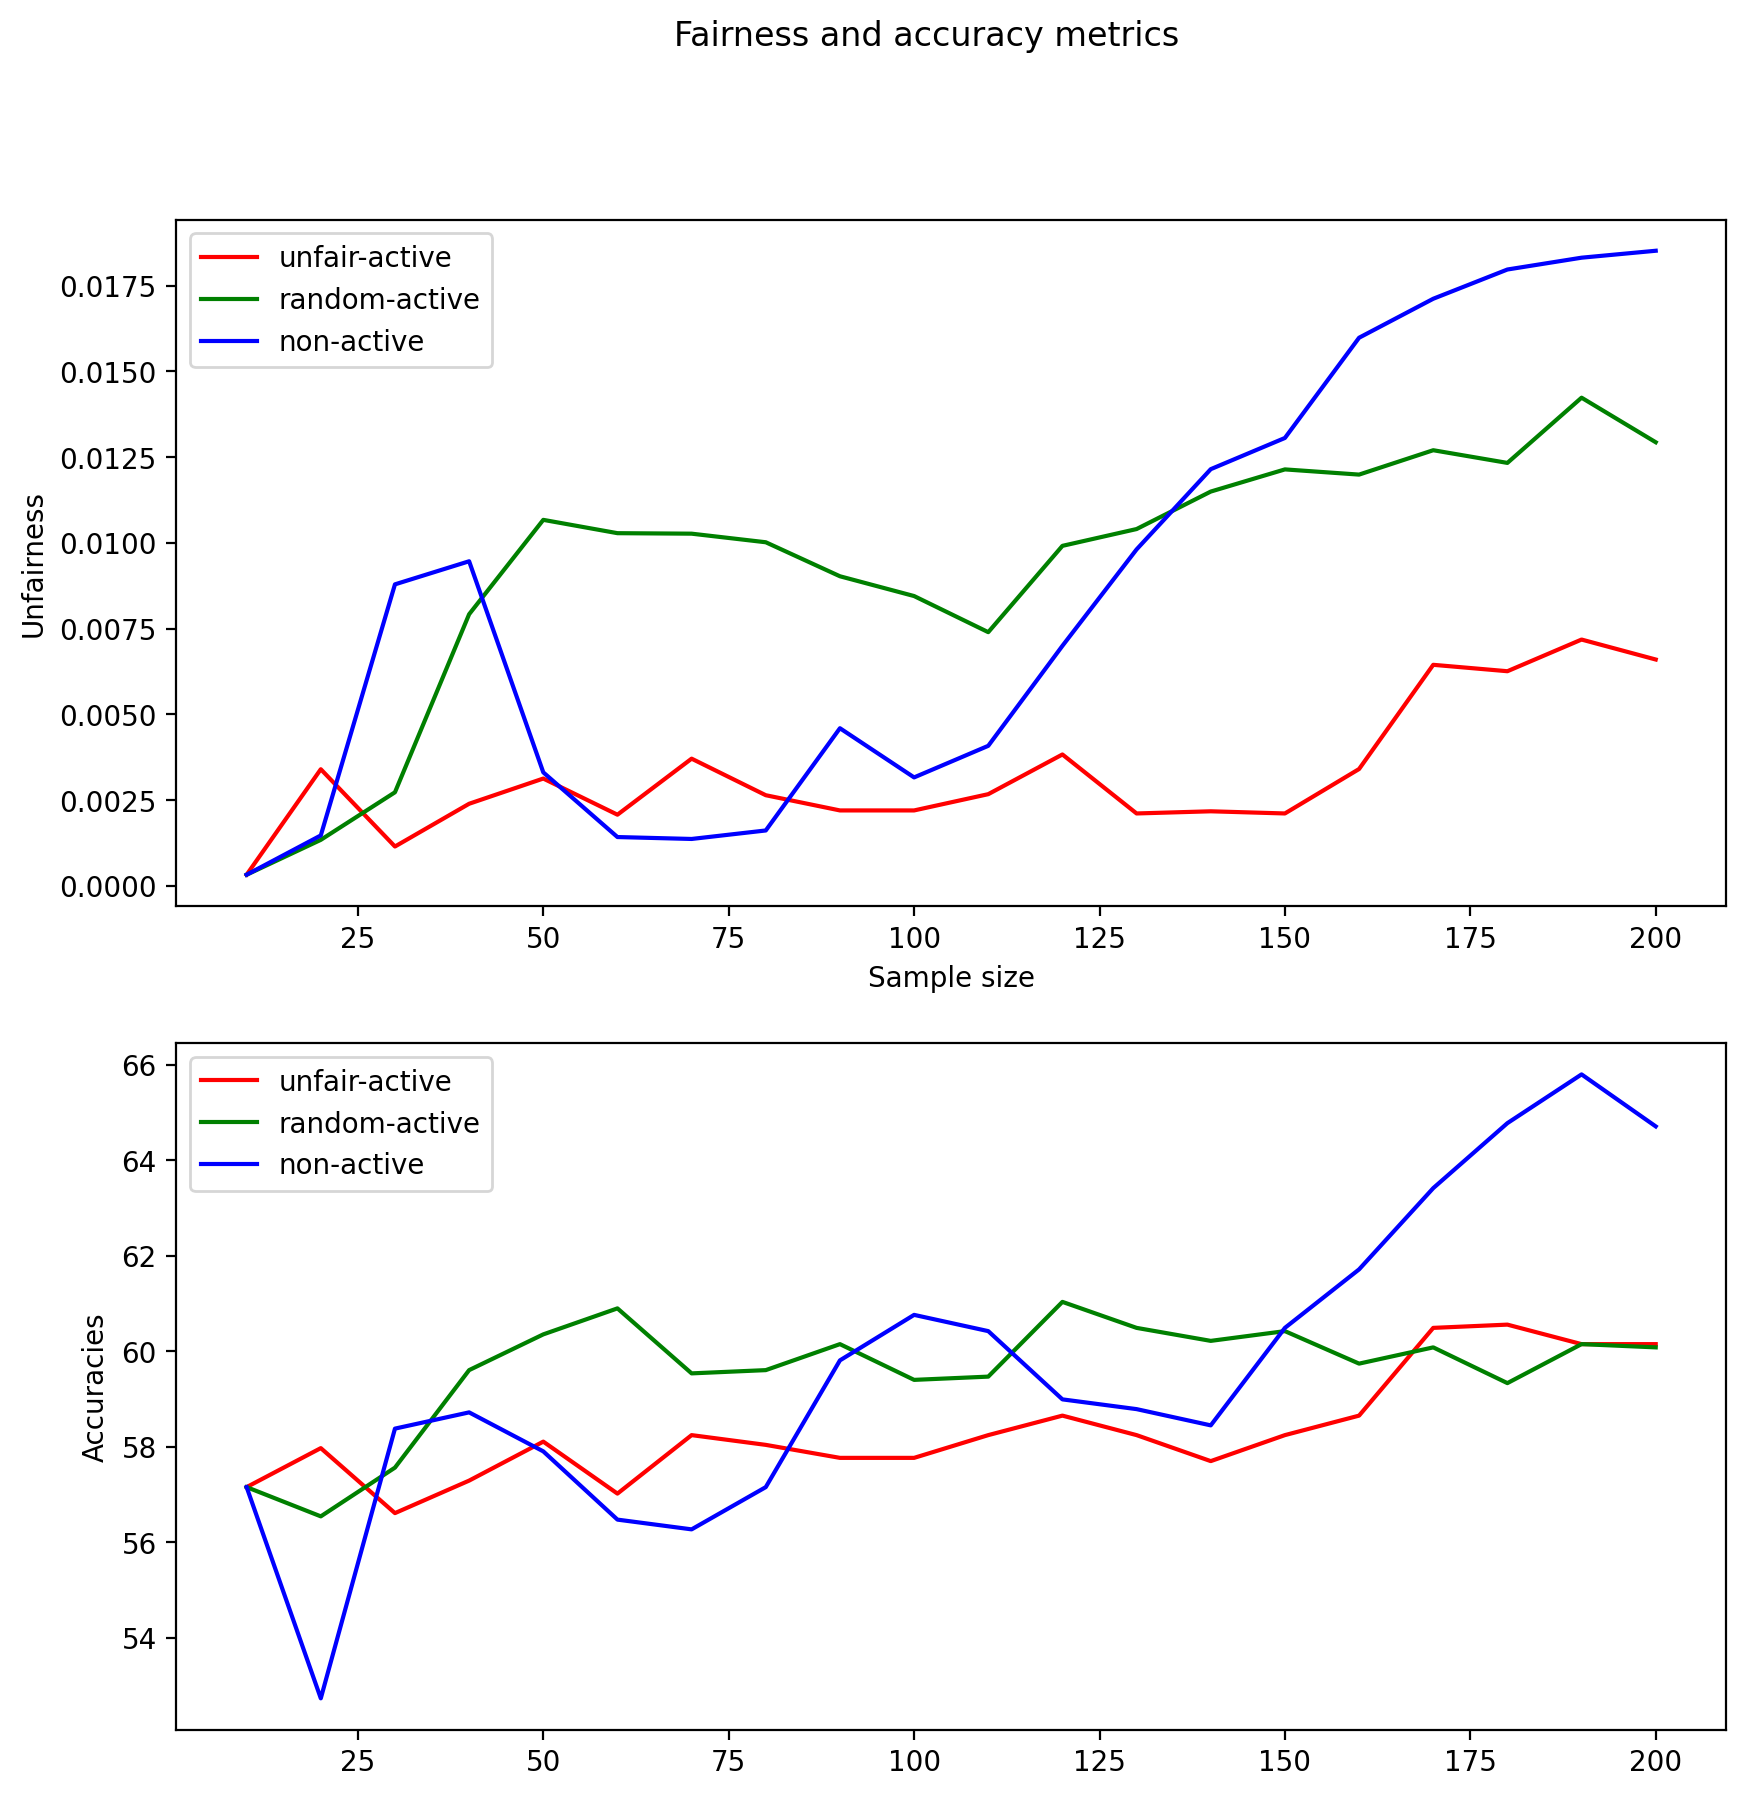 Fairness and accuracy metrics
unfair-active
random-active
non-active
0.0175
0.0150
0.0125
0.0100
0.0075
0.0050
0.0025
0.0000
Unfairness
25 50 75 100 125 150 175 200
Sample size
unfair-active
random-active
non-active
66
64
62
60
58
56
54
Accuracies
25 50 75 100 125 150 175 200